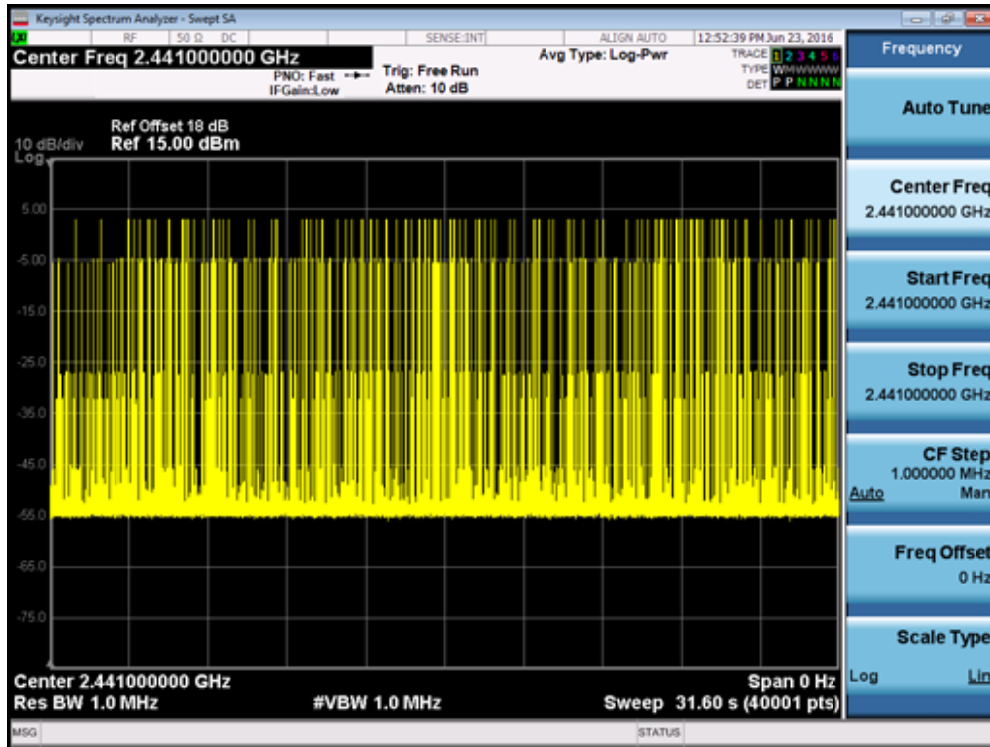 Keysight Spectrum Analyzer - Swept SA
RF 50 Ω DC SENSE:INT ALIGN AUTO 12:52:39 PM Jun 23, 2016
Center Freq 2.441000000 GHz
PNO: Fast
IFGain:Low
Trig: Free Run
Atten: 10 dB
Avg Type: Log-Pwr
TRACE 1 2 3 4 5 6
TYPE WMWWWW
DET P P N N N N
Ref Offset 18 dB
10 dB/div Ref 15.00 dBm
Log
5.00
-5.00
-15.0
-25.0
-35.0
-45.0
-55.0
-65.0
-75.0
Center 2.441000000 GHz Span 0 Hz
Res BW 1.0 MHz #VBW 1.0 MHz Sweep 31.60 s (40001 pts)
MSG STATUS
Frequency
Auto Tune
Center Freq
2.441000000 GHz
Start Freq
2.441000000 GHz
Stop Freq
2.441000000 GHz
CF Step
1.000000 MHz
Auto Man
Freq Offset
0 Hz
Scale Type
Log Lin